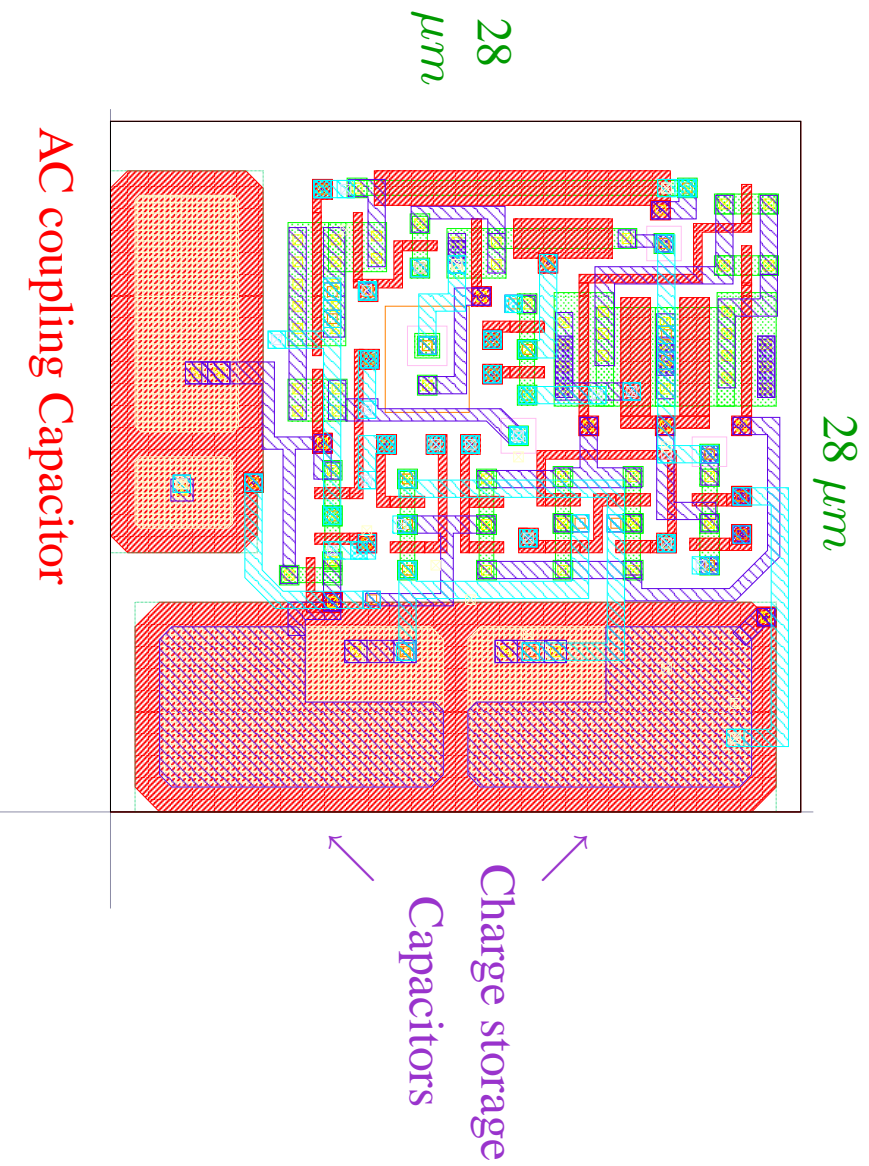 28 μm
28
μm
AC coupling Capacitor
Charge storage
Capacitors